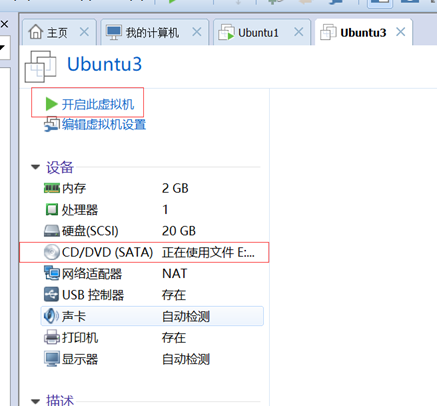 主页 我的计算机 Ubuntu1 Ubuntu3
Ubuntu3
开启此虚拟机
编辑虚拟机设置
设备
内存 2 GB
处理器 1
硬盘(SCSI) 20 GB
CD/DVD (SATA) 正在使用文件 E:...
网络适配器 NAT
USB 控制器 存在
声卡 自动检测
打印机 存在
显示器 自动检测
描述